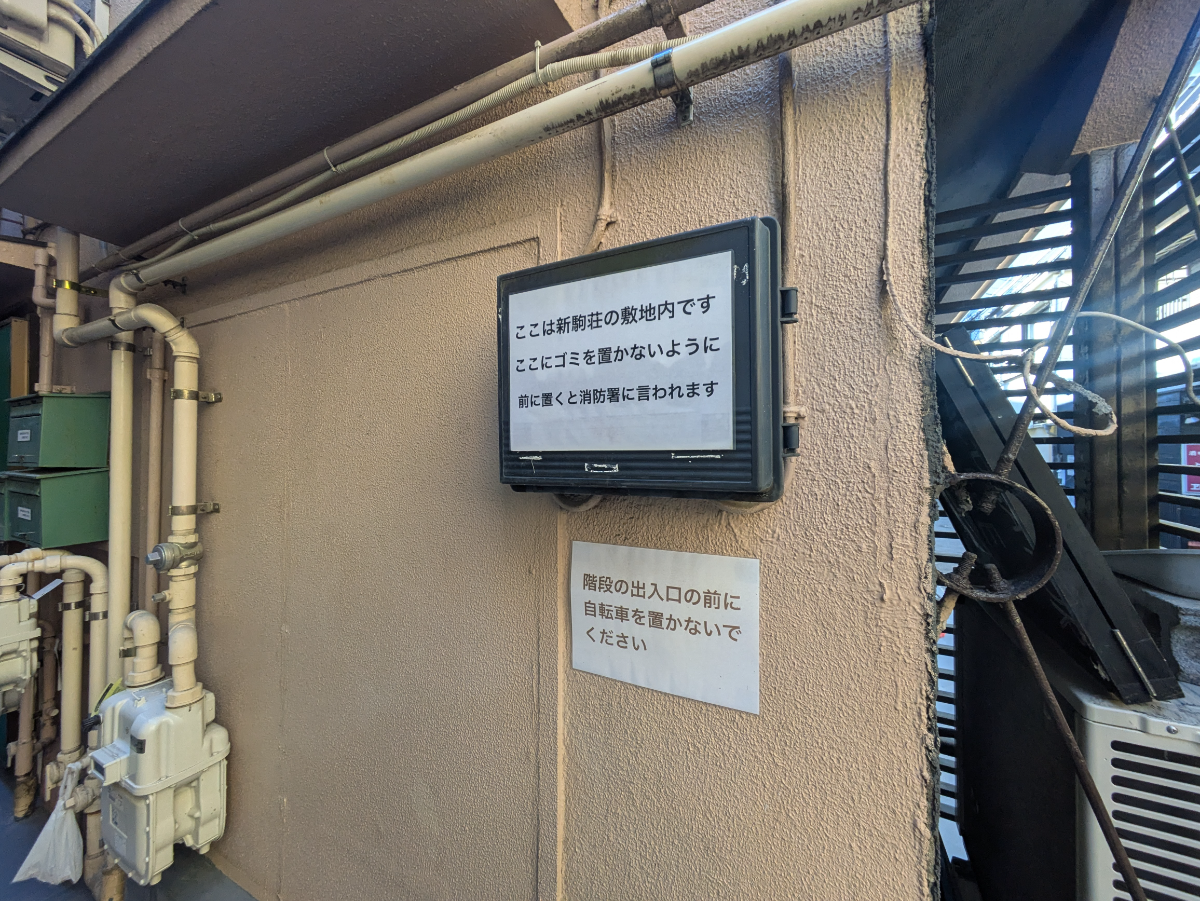 ここは新駒荘の敷地内です
ここにゴミを置かないように
前に置くと消防署に言われます
階段の出入口の前に
自転車を置かないで
ください